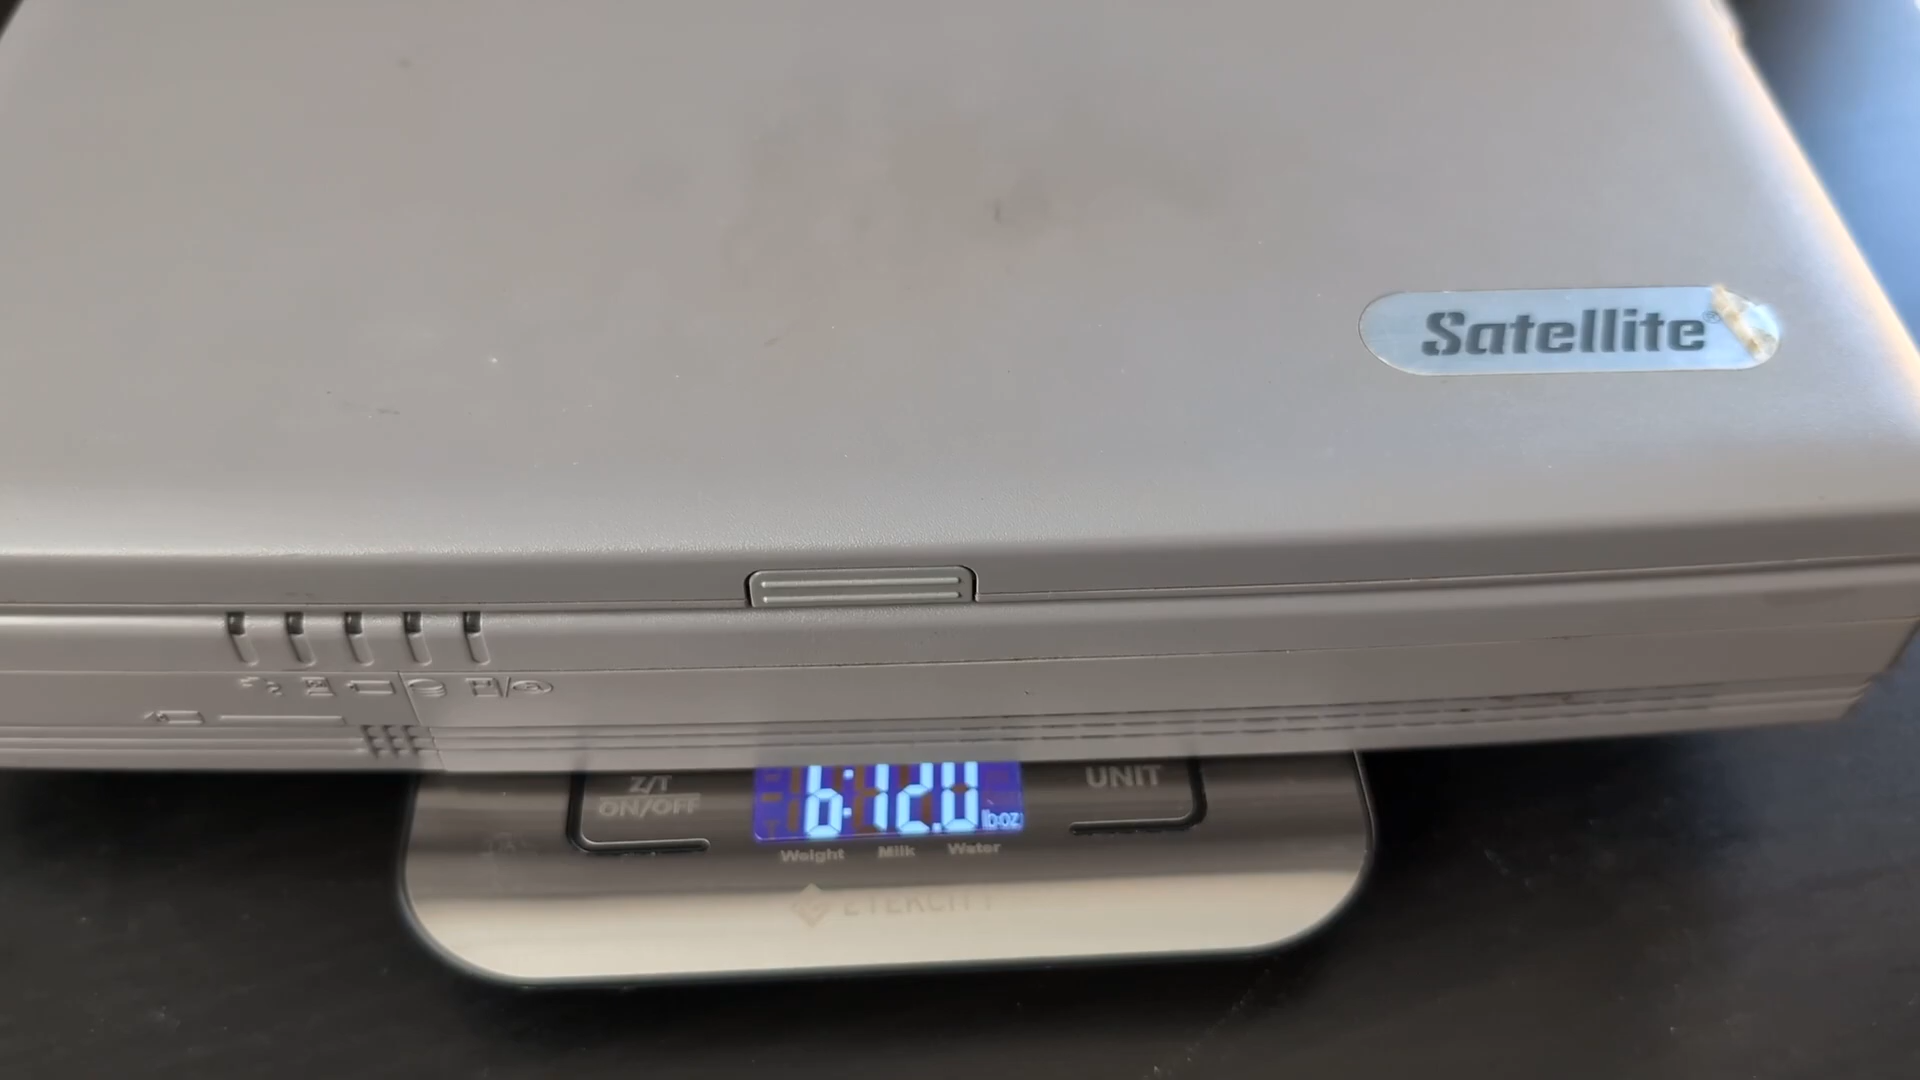 Satellite®
Z/T
ON/OFF
6:12.0 lb:oz
UNIT
Weight Milk Water
ETEKCITY